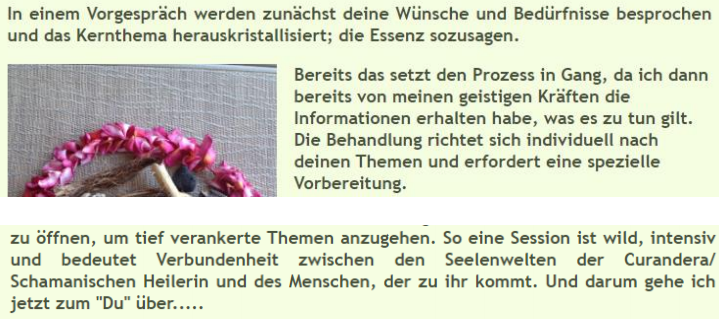 In einem Vorgespräch werden zunächst deine Wünsche und Bedürfnisse besprochen
und das Kernthema herauskristallisiert; die Essenz sozusagen.
Bereits das setzt den Prozess in Gang, da ich dann
bereits von meinen geistigen Kräften die
Informationen erhalten habe, was es zu tun gilt.
Die Behandlung richtet sich individuell nach
deinen Themen und erfordert eine spezielle
Vorbereitung.
zu öffnen, um tief verankerte Themen anzugehen. So eine Session ist wild, intensiv
und bedeutet Verbundenheit zwischen den Seelenwelten der Curandera/
Schamanischen Heilerin und des Menschen, der zu ihr kommt. Und darum gehe ich
jetzt zum "Du" über.....